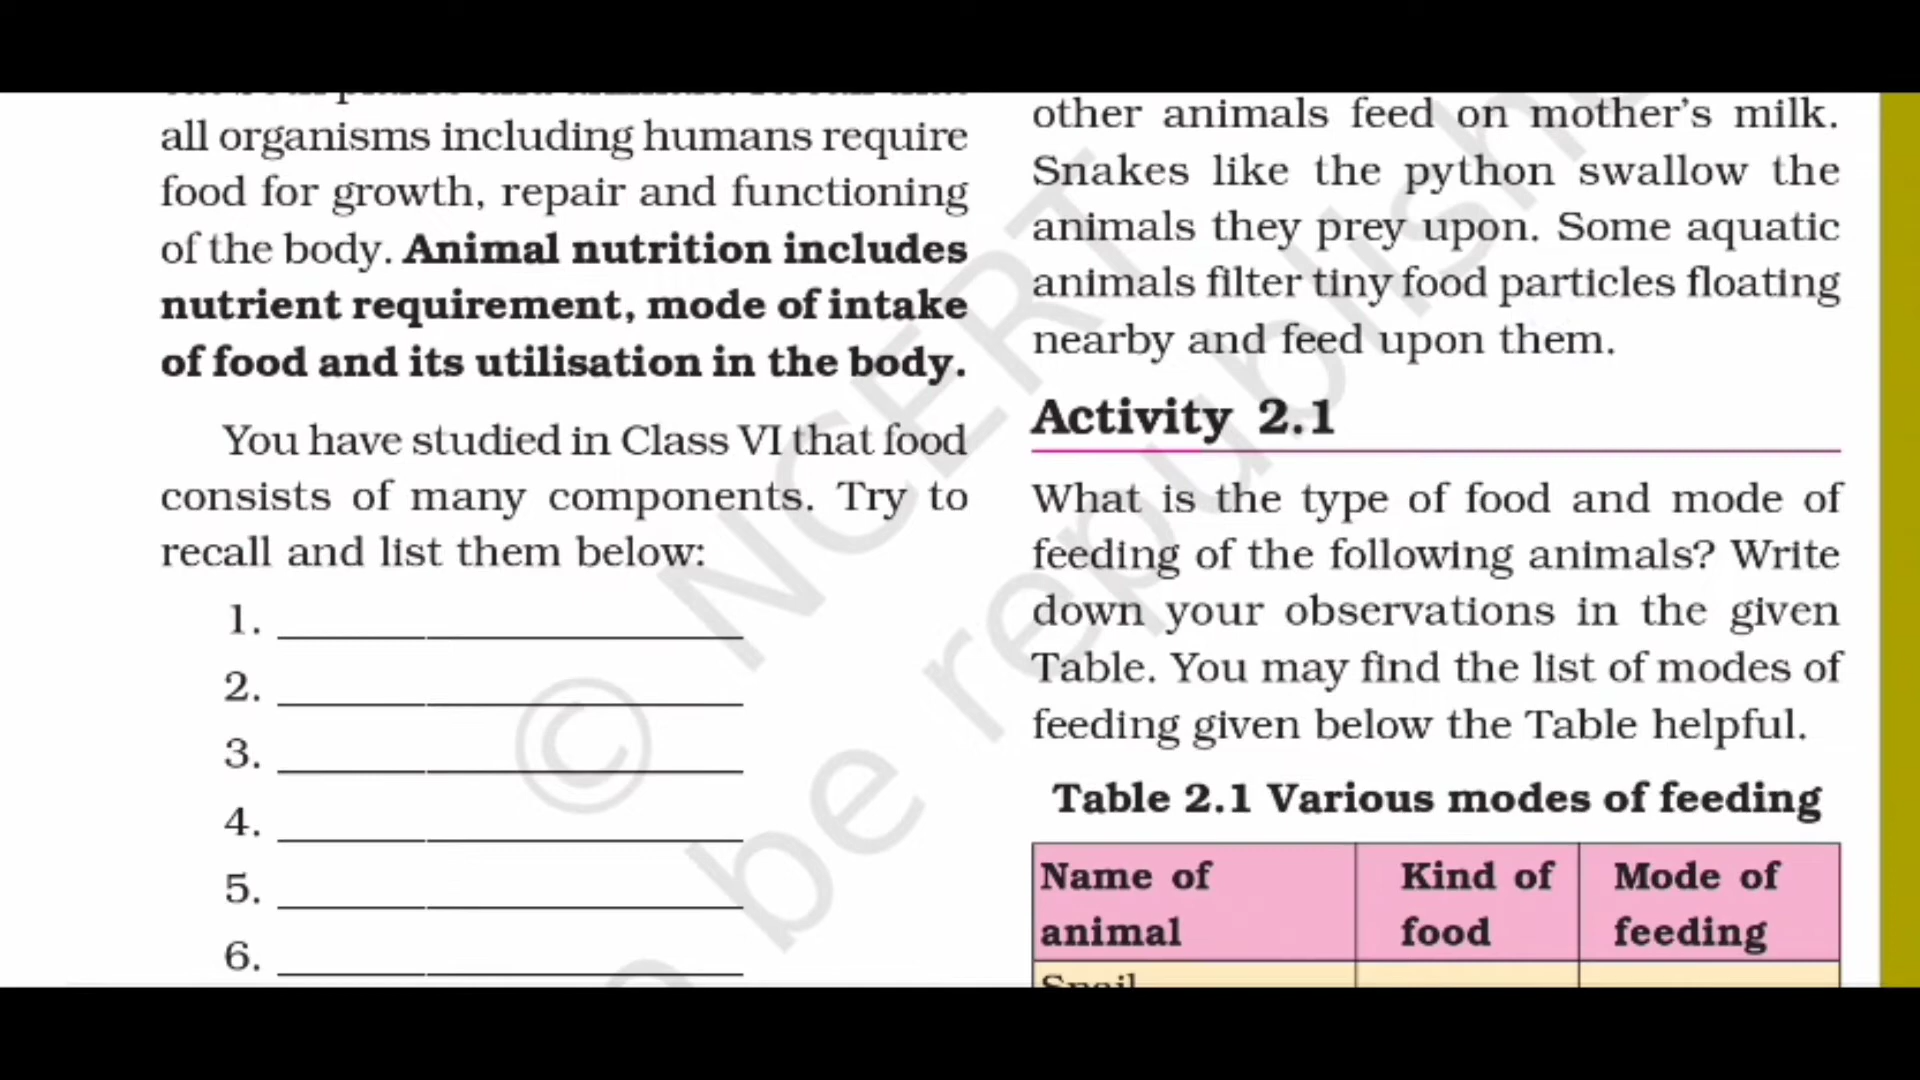 all organisms including humans require
food for growth, repair and functioning
of the body. Animal nutrition includes
nutrient requirement, mode of intake
of food and its utilisation in the body.
You have studied in Class VI that food
consists of many components. Try to
recall and list them below:
1.
2.
3.
4.
5.
6.
other animals feed on mother's milk.
Snakes like the python swallow the
animals they prey upon. Some aquatic
animals filter tiny food particles floating
nearby and feed upon them.
Activity 2.1
What is the type of food and mode of
feeding of the following animals? Write
down your observations in the given
Table. You may find the list of modes of
feeding given below the Table helpful.
Table 2.1 Various modes of feeding
Name of animal
Kind of food
Mode of feeding
Snail
© NCERT
be republish